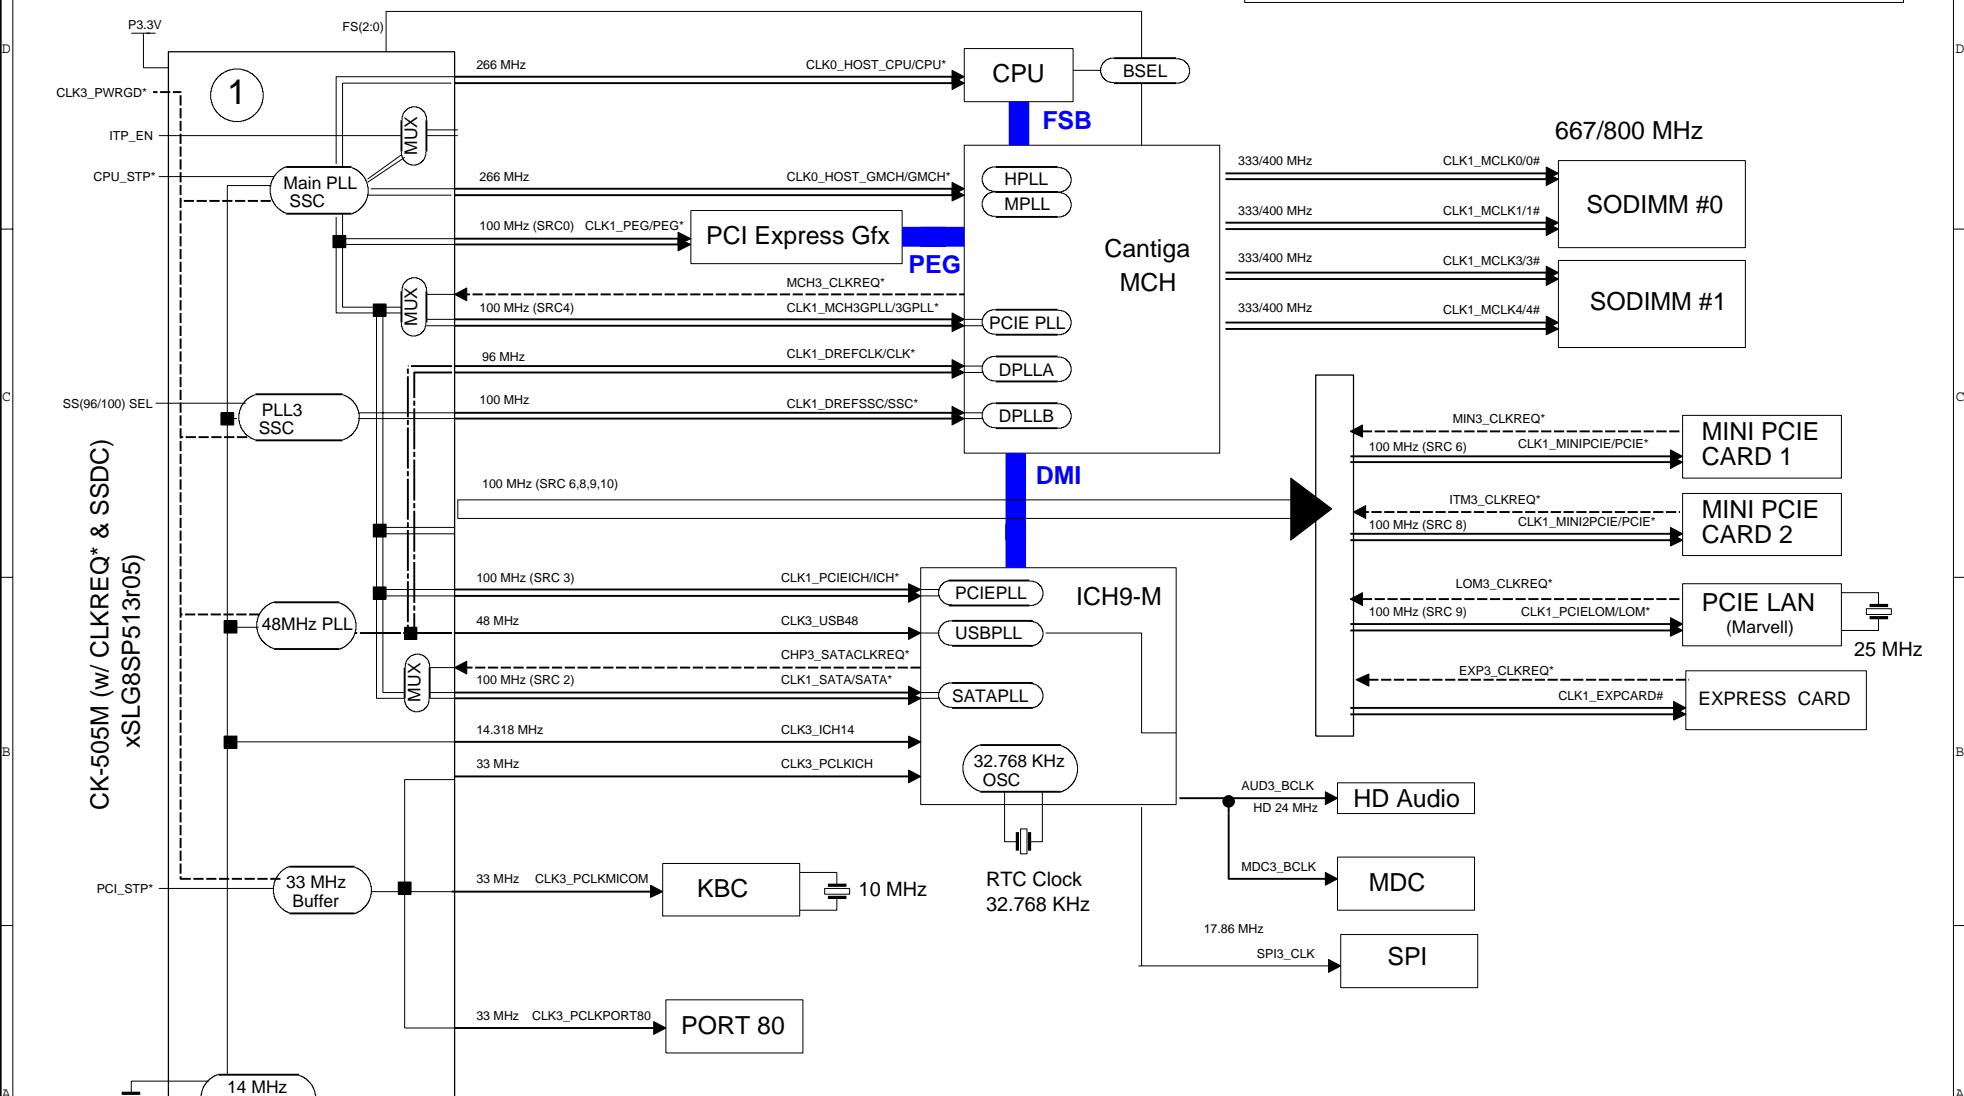 D
D
P3.3V
FS(2:0)
1
266 MHz
CLK0_HOST_CPU/CPU*
CPU
BSEL
CLK3_PWRGD*
ITP_EN
MUX
FSB
667/800 MHz
CPU_STP*
Main PLL
SSC
266 MHz
CLK0_HOST_GMCH/GMCH*
HPLL
MPLL
333/400 MHz
CLK1_MCLK0/0#
SODIMM #0
333/400 MHz
CLK1_MCLK1/1#
100 MHz (SRC0)
CLK1_PEG/PEG*
PCI Express Gfx
PEG
Cantiga
MCH
333/400 MHz
CLK1_MCLK3/3#
SODIMM #1
333/400 MHz
CLK1_MCLK4/4#
MUX
MCH3_CLKREQ*
100 MHz (SRC4)
CLK1_MCH3GPLL/3GPLL*
PCIE PLL
96 MHz
CLK1_DREFCLK/CLK*
DPLLA
C
C
SS(96/100) SEL
PLL3
SSC
100 MHz
CLK1_DREFSSC/SSC*
DPLLB
MIN3_CLKREQ*
100 MHz (SRC 6)
CLK1_MINIPCIE/PCIE*
MINI PCIE
CARD 1
DMI
100 MHz (SRC 6,8,9,10)
ITM3_CLKREQ*
100 MHz (SRC 8)
CLK1_MINI2PCIE/PCIE*
MINI PCIE
CARD 2
CK-505M (w/ CLKREQ* & SSDC)
xSLG8SP513r05)
100 MHz (SRC 3)
CLK1_PCIEICH/ICH*
PCIEPLL
ICH9-M
LOM3_CLKREQ*
100 MHz (SRC 9)
CLK1_PCIELOM/LOM*
PCIE LAN
(Marvell)
25 MHz
48MHz PLL
48 MHz
CLK3_USB48
USBPLL
MUX
CHP3_SATACLKREQ*
100 MHz (SRC 2)
CLK1_SATA/SATA*
SATAPLL
EXP3_CLKREQ*
CLK1_EXPCARD#
EXPRESS CARD
14.318 MHz
CLK3_ICH14
B
B
33 MHz
CLK3_PCLKICH
32.768 KHz
OSC
AUD3_BCLK
HD 24 MHz
HD Audio
MDC3_BCLK
MDC
PCI_STP*
33 MHz
Buffer
33 MHz
CLK3_PCLKMICOM
KBC
10 MHz
RTC Clock
32.768 KHz
17.86 MHz
SPI3_CLK
SPI
33 MHz
CLK3_PCLKPORT80
PORT 80
14 MHz
A
A